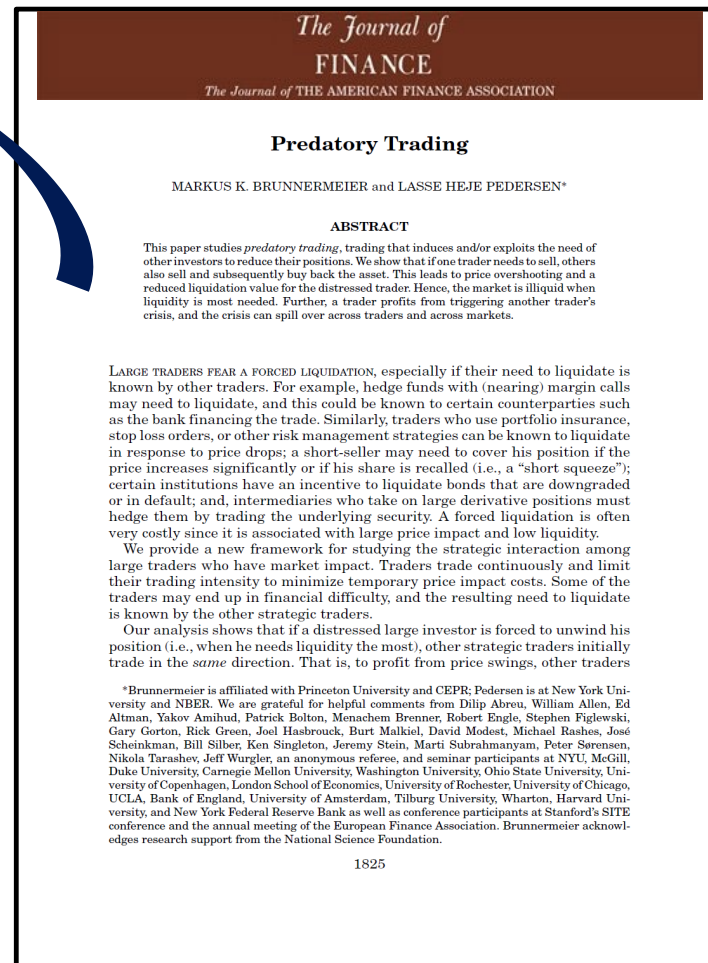 The Journal of
FINANCE
The Journal of THE AMERICAN FINANCE ASSOCIATION
Predatory Trading
MARKUS K. BRUNNERMEIER and LASSE HEJE PEDERSEN*
ABSTRACT
This paper studies predatory trading, trading that induces and/or exploits the need of
other investors to reduce their positions. We show that if one trader needs to sell, others
also sell and subsequently buy back the asset. This leads to price overshooting and a
reduced liquidation value for the distressed trader. Hence, the market is illiquid when
liquidity is most needed. Further, a trader profits from triggering another trader's
crisis, and the crisis can spill over across traders and across markets.
LARGE TRADERS FEAR A FORCED LIQUIDATION, especially if their need to liquidate is
known by other traders. For example, hedge funds with (nearing) margin calls
may need to liquidate, and this could be known to certain counterparties such
as the bank financing the trade. Similarly, traders who use portfolio insurance,
stop loss orders, or other risk management strategies can be known to liquidate
in response to price drops; a short-seller may need to cover his position if the
price increases significantly or if his share is recalled (i.e., a "short squeeze");
certain institutions have an incentive to liquidate bonds that are downgraded
or in default; and, intermediaries who take on large derivative positions must
hedge them by trading the underlying security. A forced liquidation is often
very costly since it is associated with large price impact and low liquidity.
We provide a new framework for studying the strategic interaction among
large traders who have market impact. Traders trade continuously and limit
their trading intensity to minimize temporary price impact costs. Some of the
traders may end up in financial difficulty, and the resulting need to liquidate
is known by the other strategic traders.
Our analysis shows that if a distressed large investor is forced to unwind his
position (i.e., when he needs liquidity the most), other strategic traders initially
trade in the same direction. That is, to profit from price swings, other traders
*Brunnermeier is affiliated with Princeton University and CEPR; Pedersen is at New York Uni-
versity and NBER. We are grateful for helpful comments from Dilip Abreu, William Allen, Ed
Altman, Yakov Amihud, Patrick Bolton, Menachem Brenner, Robert Engle, Stephen Figlewski,
Gary Gorton, Rick Green, Joel Hasbrouck, Burt Malkiel, David Modest, Michael Rashes, José
Scheinkman, Bill Silber, Ken Singleton, Jeremy Stein, Marti Subrahmanyam, Peter Sørensen,
Nikola Tarashev, Jeff Wurgler, an anonymous referee, and seminar participants at NYU, McGill,
Duke University, Carnegie Mellon University, Washington University, Ohio State University, Uni-
versity of Copenhagen, London School of Economics, University of Rochester, University of Chicago,
UCLA, Bank of England, University of Amsterdam, Tilburg University, Wharton, Harvard Uni-
versity, and New York Federal Reserve Bank as well as conference participants at Stanford's SITE
conference and the annual meeting of the European Finance Association. Brunnermeier acknowl-
edges research support from the National Science Foundation.
1825